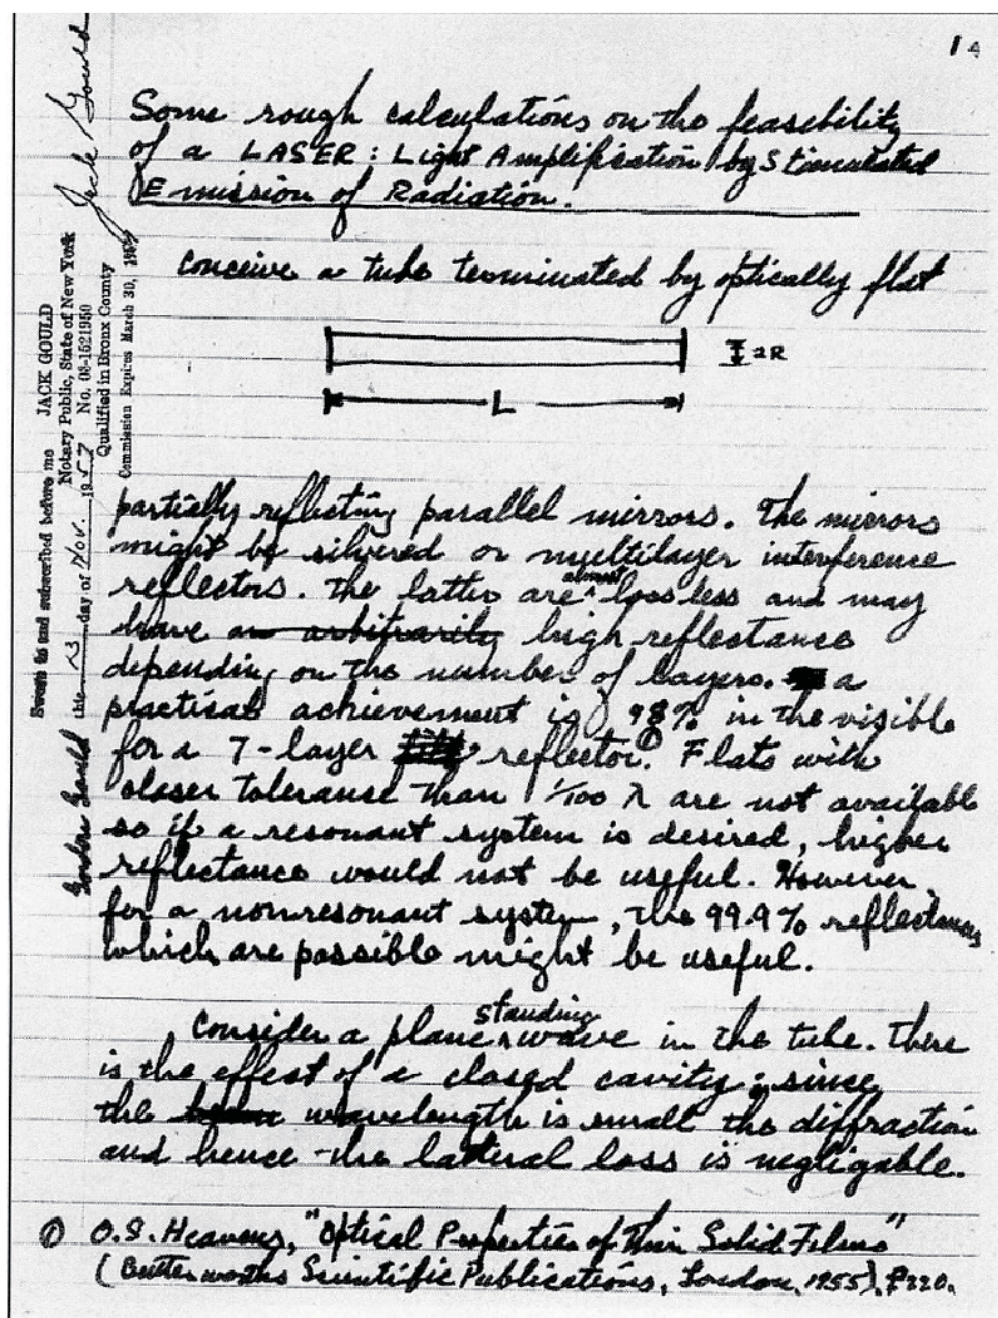 1
Some rough calculations on the feasibility
of a LASER: Light Amplification by Stimulated
Emission of Radiation.
conceive a tube terminated by optically flat
2R
L
partially reflecting parallel mirrors. The mirrors
might be silvered or multilayer interference
reflectors. The latter are almost lossless and may
have an arbitrarily high reflectance
depending on the number of layers. a
practical achievement is 98% in the visible
for a 7-layer reflector.① Flats with
closer tolerance than 1/100 λ are not available
so if a resonant system is desired, higher
reflectance would not be useful. However,
for a nonresonant system, the 99.9% reflectances
which are possible might be useful.
Consider a plane standing wave in the tube. There
is the effect of a closed cavity; since
the wavelength is small the diffraction
and hence the lateral loss is negligable.
① O.S. Heavens, "Optical Properties of Thin Solid Films"
(Butterworths Scientific Publications, London, 1955), P220.
Jack Gould
Sworn to and subscribed before me
this 13 day of Nov. 1957
JACK GOULD
Notary Public, State of New York
No. 03-1521950
Qualified in Bronx County
Commission Expires March 30, 195
Gordon Gould